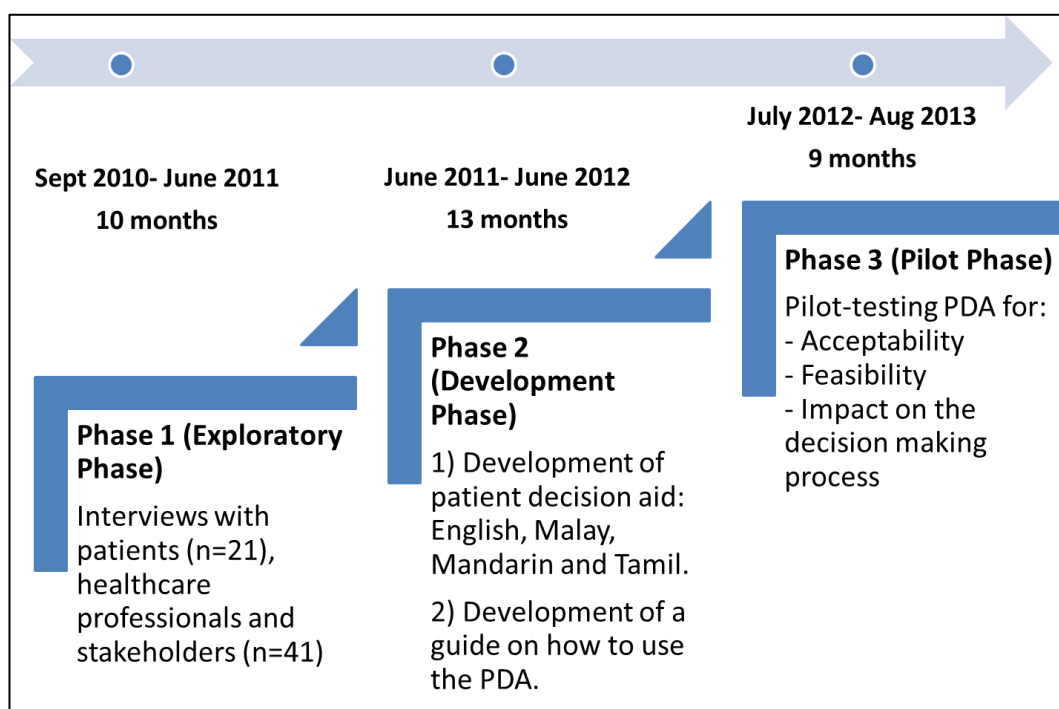 Sept 2010- June 2011
10 months
Phase 1 (Exploratory
Phase)
Interviews with
patients (n=21),
healthcare
professionals and
stakeholders (n=41)
June 2011- June 2012
13 months
Phase 2
(Development
Phase)
1) Development of
patient decision aid:
English, Malay,
Mandarin and Tamil.
2) Development of a
guide on how to use
the PDA.
July 2012- Aug 2013
9 months
Phase 3 (Pilot Phase)
Pilot-testing PDA for:
- Acceptability
- Feasibility
- Impact on the
decision making
process